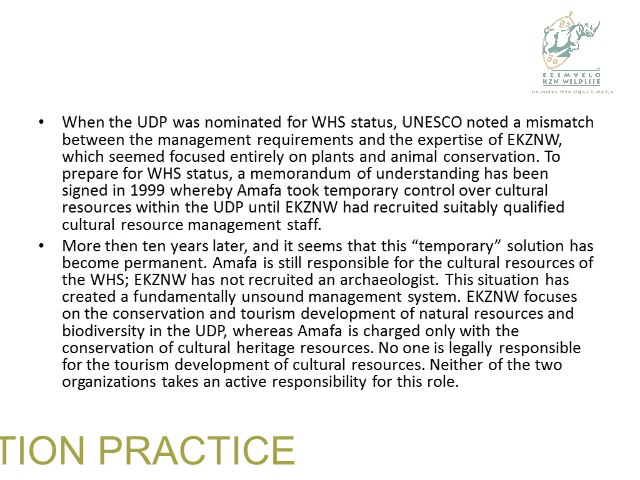 EZEMVELO
KZN WILDLIFE
• When the UDP was nominated for WHS status, UNESCO noted a mismatch
between the management requirements and the expertise of EKZNW,
which seemed focused entirely on plants and animal conservation. To
prepare for WHS status, a memorandum of understanding has been
signed in 1999 whereby Amafa took temporary control over cultural
resources within the UDP until EKZNW had recruited suitably qualified
cultural resource management staff.
• More then ten years later, and it seems that this “temporary” solution has
become permanent. Amafa is still responsible for the cultural resources of
the WHS; EKZNW has not recruited an archaeologist. This situation has
created a fundamentally unsound management system. EKZNW focuses
on the conservation and tourism development of natural resources and
biodiversity in the UDP, whereas Amafa is charged only with the
conservation of cultural heritage resources. No one is legally responsible
for the tourism development of cultural resources. Neither of the two
organizations takes an active responsibility for this role.
TION PRACTICE